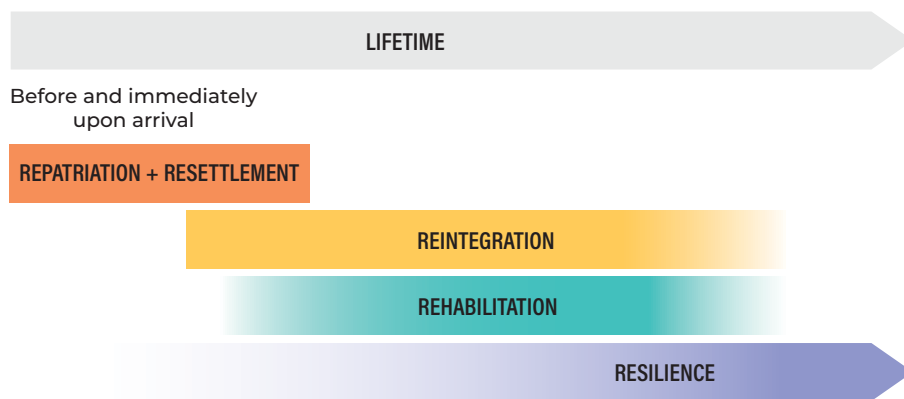 LIFETIME
Before and immediately
upon arrival
REPATRIATION + RESETTLEMENT
REINTEGRATION
REHABILITATION
RESILIENCE